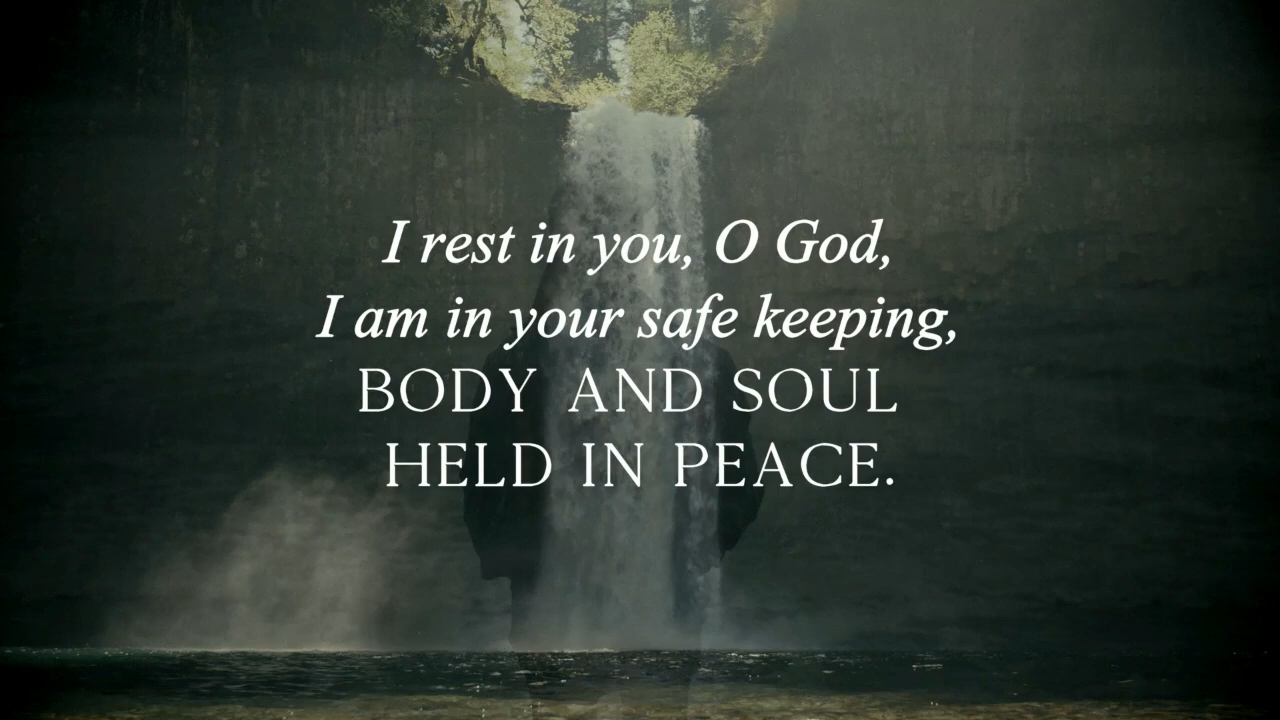 I rest in you, O God,
I am in your safe keeping,
BODY AND SOUL
HELD IN PEACE.